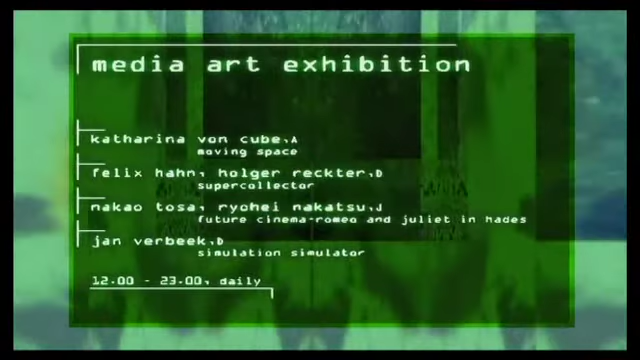 media art exhibition
katharina von cube,A
moving space
felix hahn, holger reckter,D
supercollector
nakao tosa, ryohei nakatsu,J
future cinema-romeo and juliet in hades
jan verbeek,D
simulation simulator
12.00 - 23.00, daily